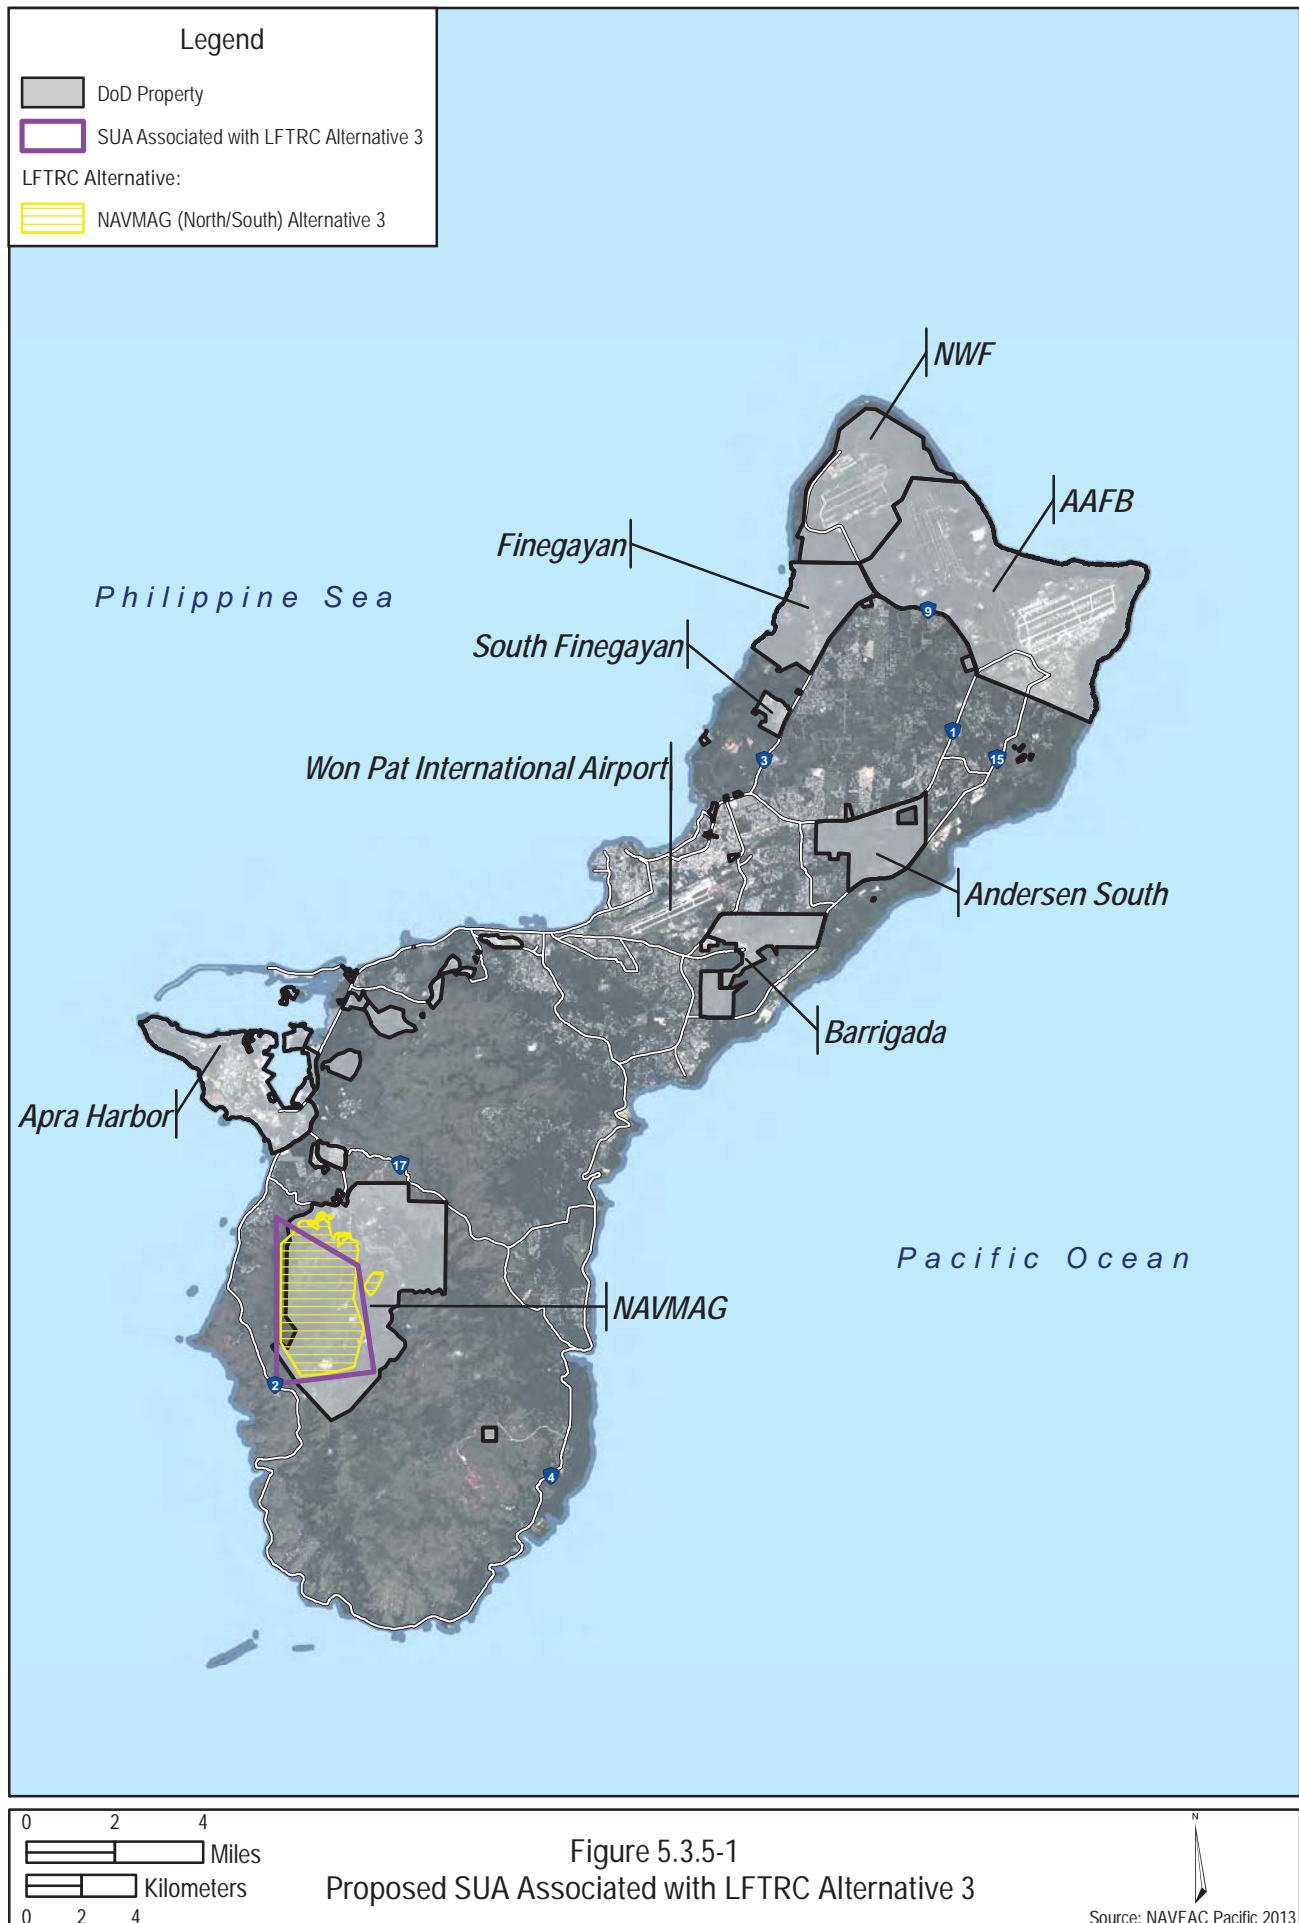 Legend
DoD Property
SUA Associated with LFTRC Alternative 3
LFTRC Alternative:
NAVMAG (North/South) Alternative 3
NWF
AAFB
Finegayan
Philippine Sea
9
South Finegayan
1
3
15
Won Pat International Airport
Andersen South
Barrigada
Apra Harbor
17
Pacific Ocean
NAVMAG
2
4
0 2 4
Miles
Kilometers
0 2 4
Figure 5.3.5-1
Proposed SUA Associated with LFTRC Alternative 3
N
Source: NAVFAC Pacific 2013